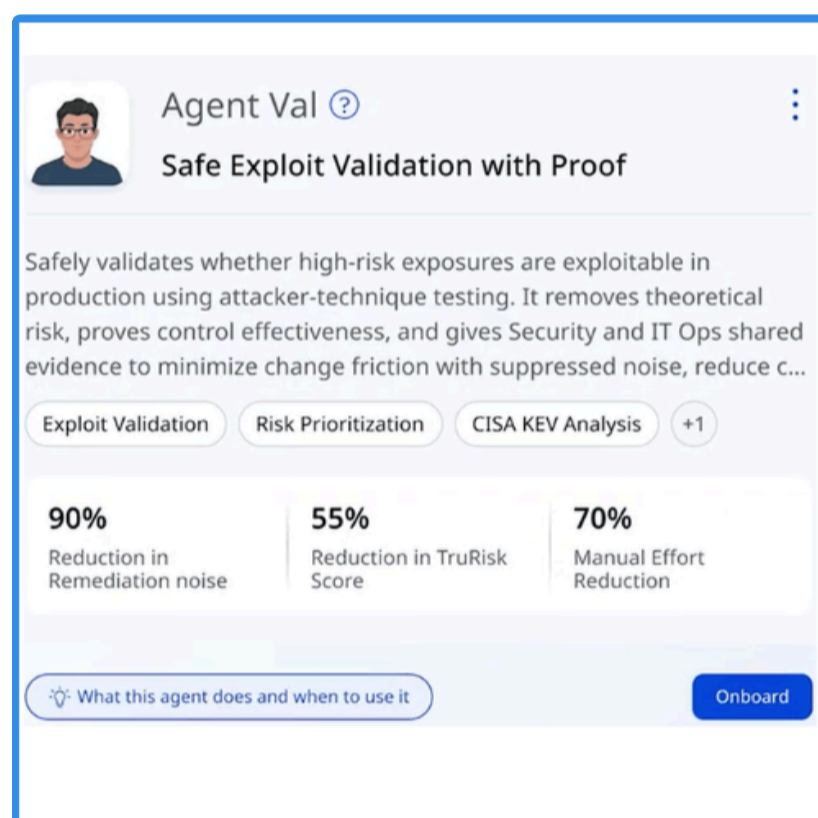 Agent Val ?
Safe Exploit Validation with Proof
Safely validates whether high-risk exposures are exploitable in
production using attacker-technique testing. It removes theoretical
risk, proves control effectiveness, and gives Security and IT Ops shared
evidence to minimize change friction with suppressed noise, reduce c...
Exploit Validation
Risk Prioritization
CISA KEV Analysis
+1
90%
Reduction in
Remediation noise
55%
Reduction in TruRisk
Score
70%
Manual Effort
Reduction
What this agent does and when to use it
Onboard